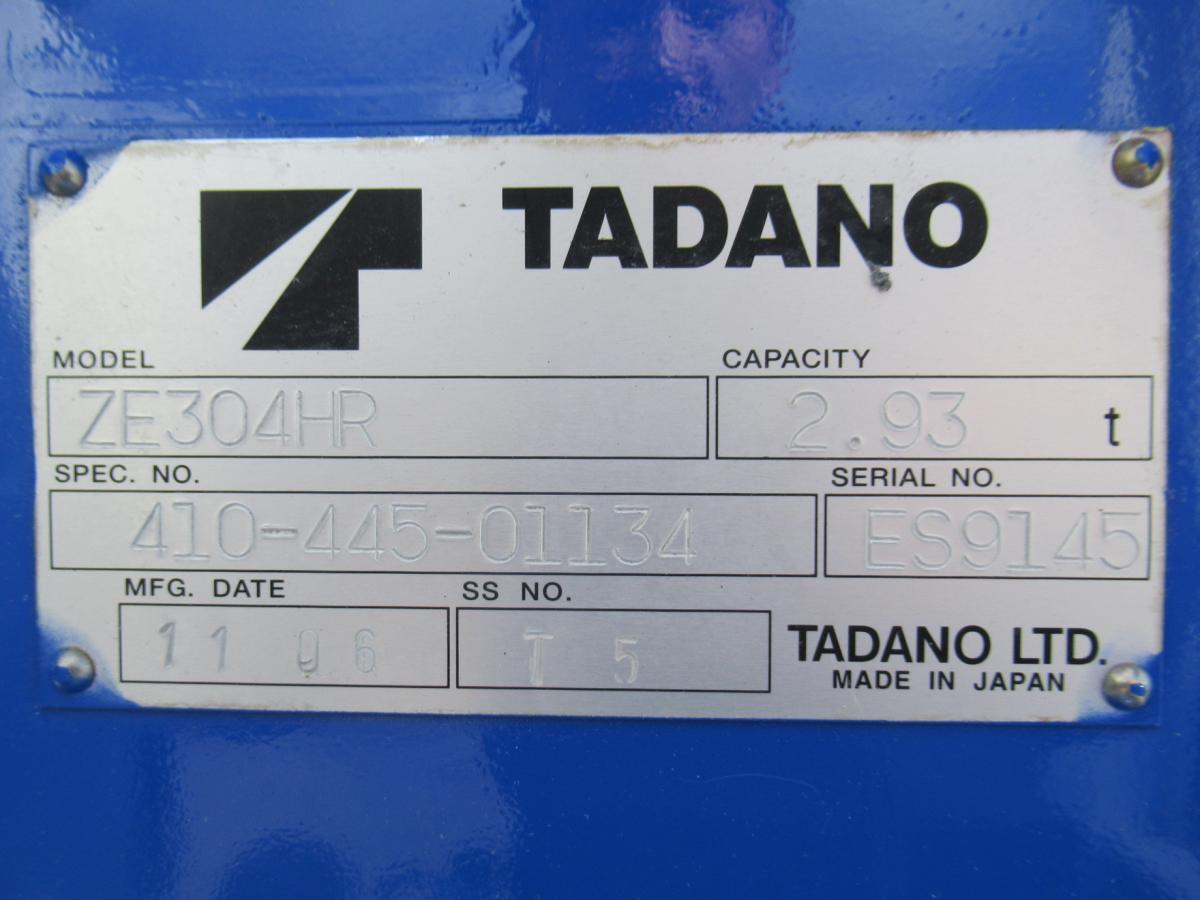 TADANO
MODEL CAPACITY
ZE304HR 2.93 t
SPEC. NO. SERIAL NO.
410-445-01134 ES9145
MFG. DATE SS NO.
11 06 T 5
TADANO LTD.
MADE IN JAPAN